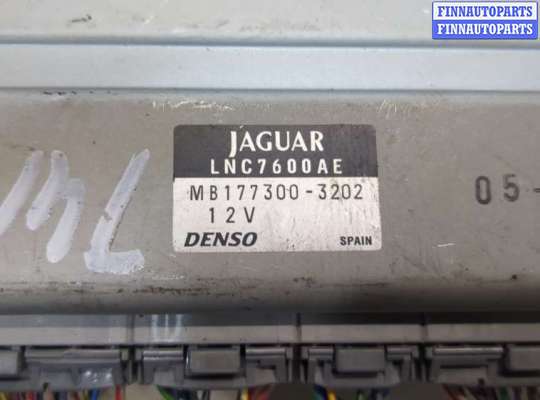 FINNAUTOPARTS
FINNAUTOPARTS
JAGUAR
LNC7600AE
MB177300-3202
12V
DENSO SPAIN
05-